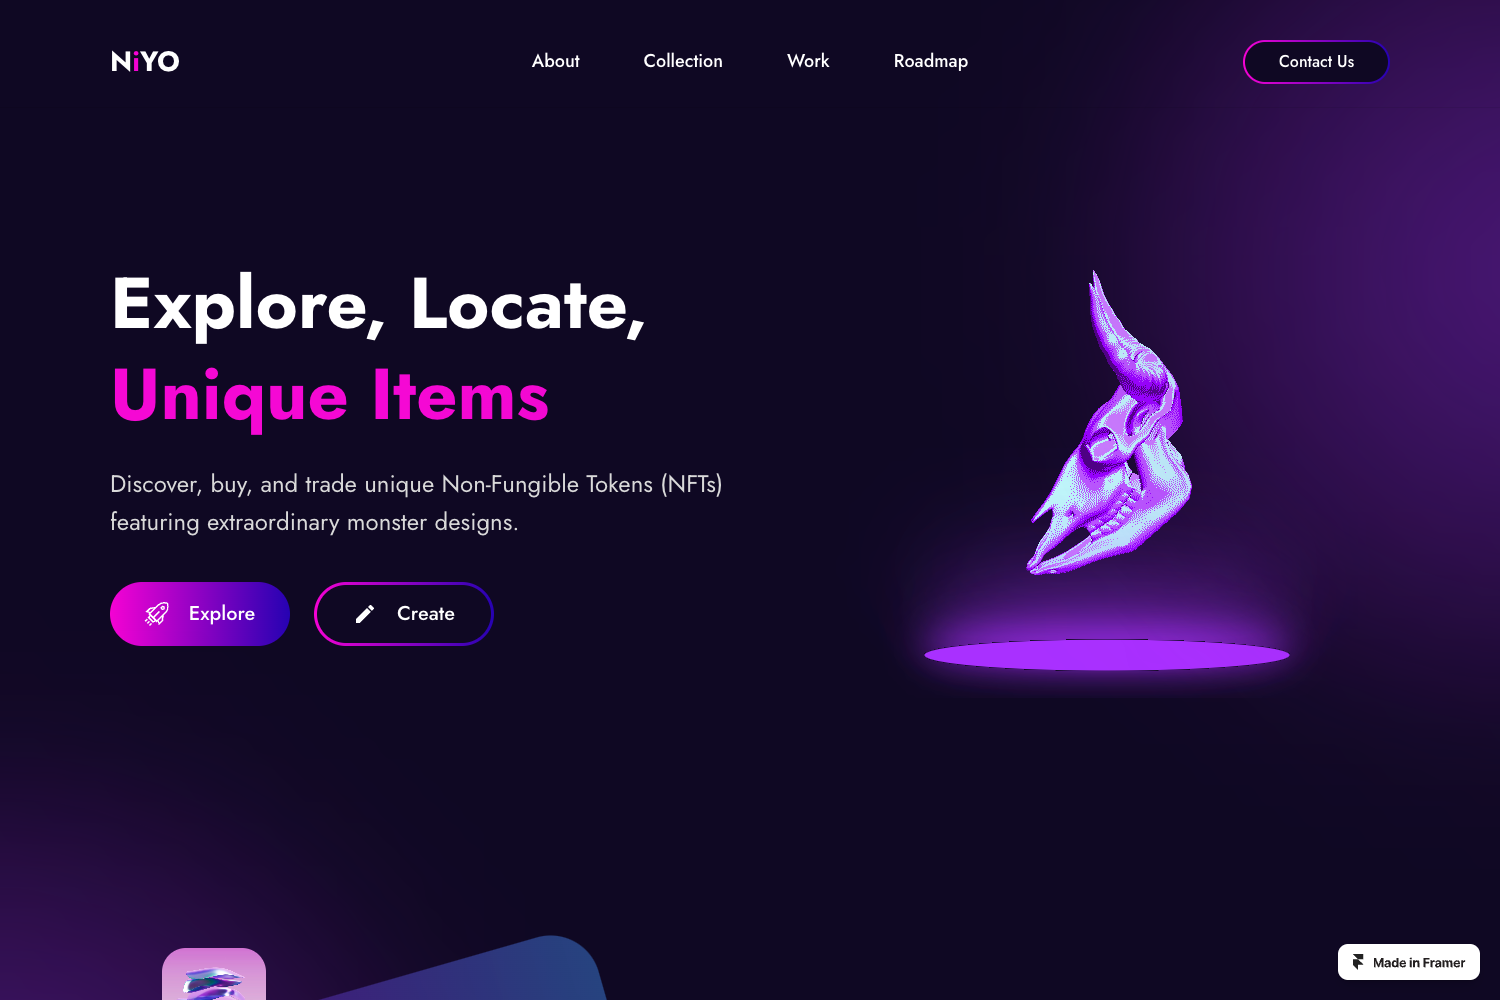 NiYO
About
Collection
Work
Roadmap
Contact Us
Explore, Locate,
Unique Items
Discover, buy, and trade unique Non-Fungible Tokens (NFTs)
featuring extraordinary monster designs.
Explore
Create
Made in Framer